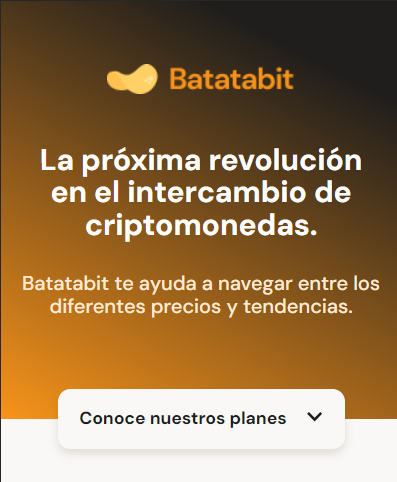 Batatabit
La próxima revolución
en el intercambio de
criptomonedas.
Batatabit te ayuda a navegar entre los
diferentes precios y tendencias.
Conoce nuestros planes